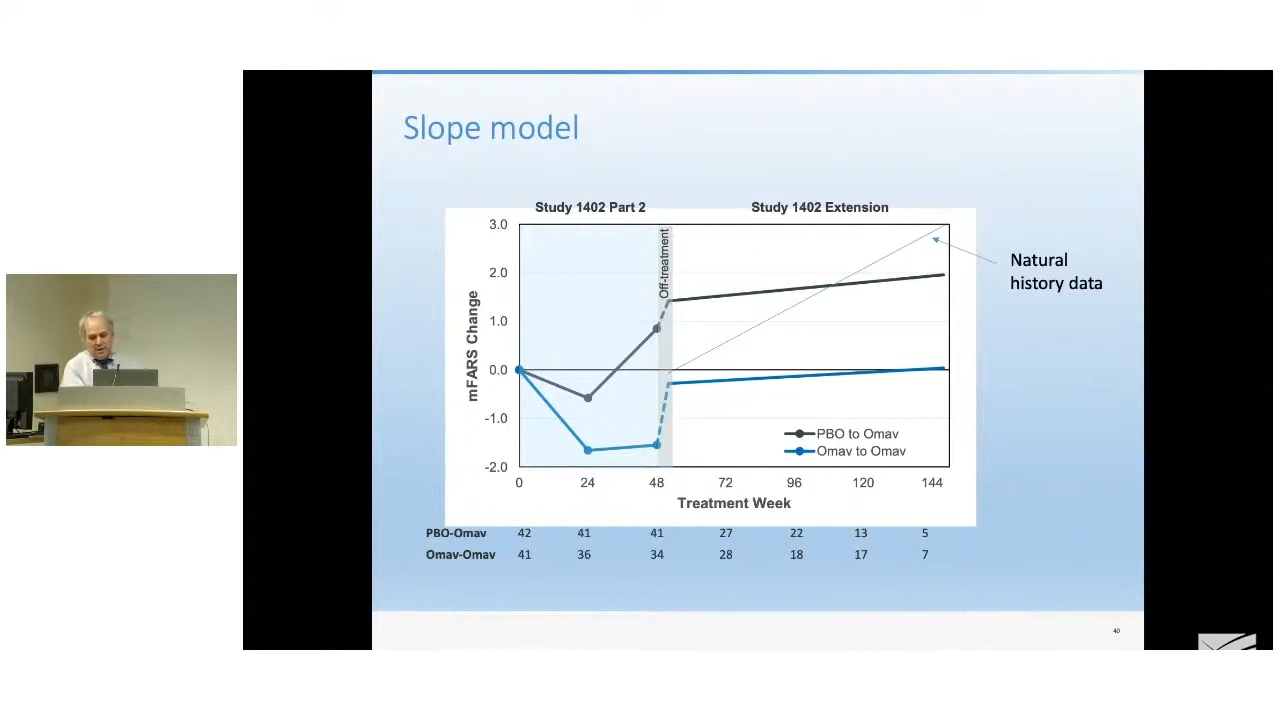 Slope model
Study 1402 Part 2
Study 1402 Extension
3.0
2.0
1.0
0.0
-1.0
-2.0
mFARS Change
Off-treatment
Natural
history data
PBO to Omav
Omav to Omav
0 24 48 72 96 120 144
Treatment Week
PBO-Omav 42 41 41 27 22 13 5
Omav-Omav 41 36 34 28 18 17 7
40